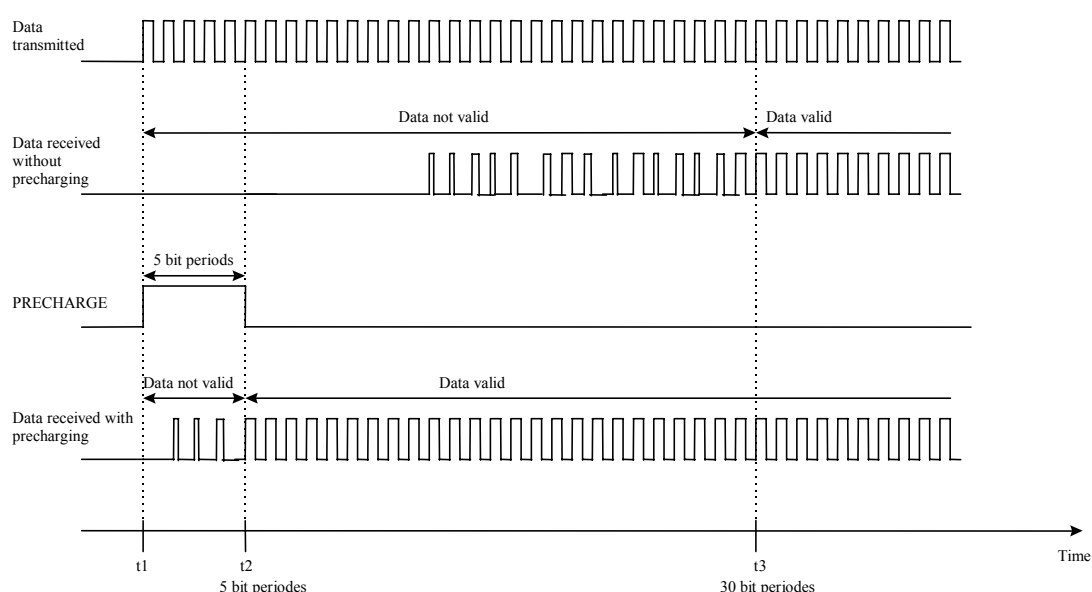 Data
transmitted
Data not valid
Data valid
Data received
without
precharging
5 bit periods
PRECHARGE
Data not valid
Data valid
Data received with
precharging
Time
t1
t2
t3
5 bit periodes
30 bit periodes